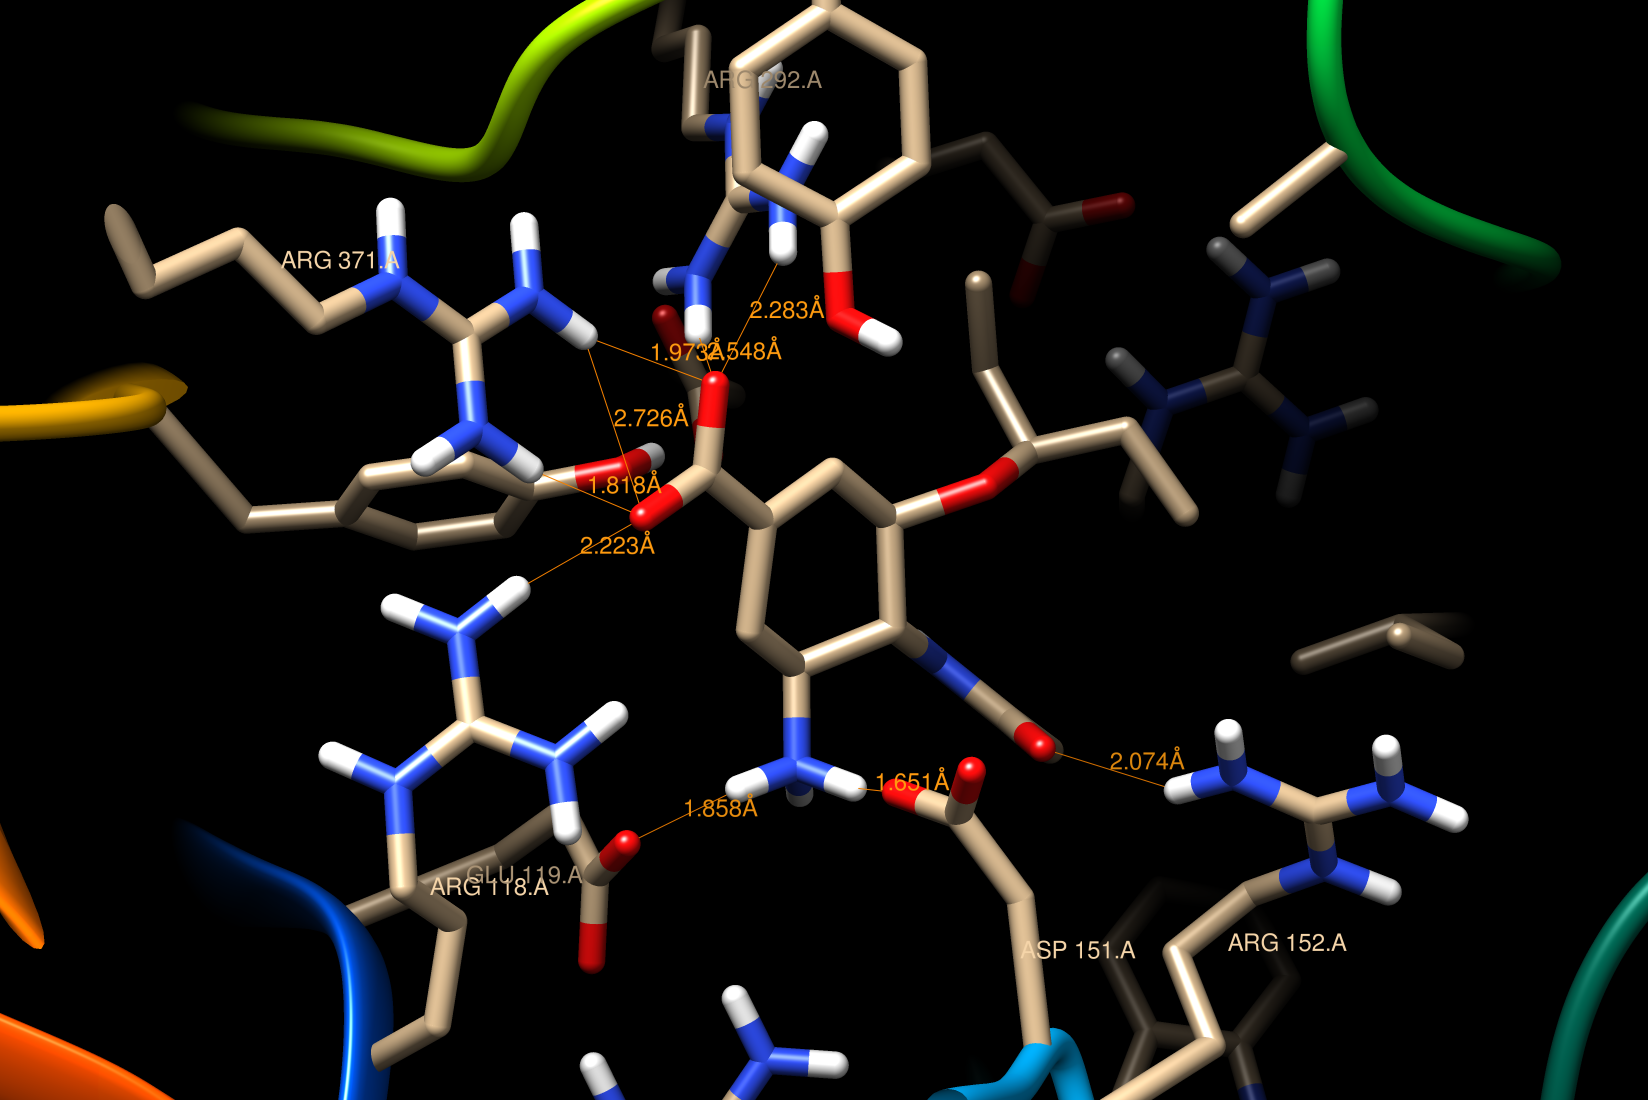 ARG 292.A
ARG 371.A
2.283Å
1.973Å
2.548Å
2.726Å
1.818Å
2.223Å
2.074Å
1.651Å
1.858Å
GLU 119.A
ARG 118.A
ASP 151.A
ARG 152.A